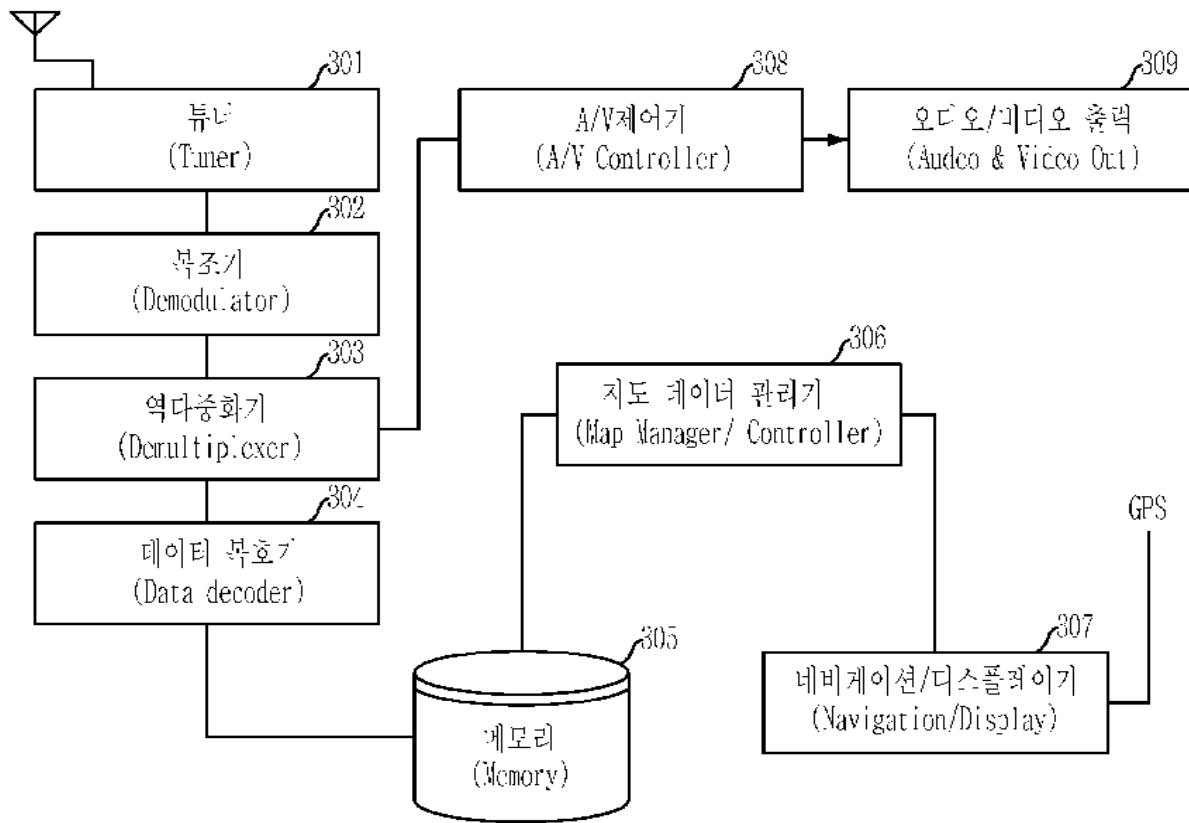 301
튜너
(Tuner)
302
복조기
(Demodulator)
303
역다중화기
(Demultiplexer)
304
데이터 복호기
(Data decoder)
305
메모리
(Memory)
306
지도 데이터 관리기
(Map Manager/ Controller)
307
네비게이션/디스플레이기
(Navigation/Display)
GPS
308
A/V제어기
(A/V Controller)
309
오디오/비디오 출력
(Audeo & Video Out)